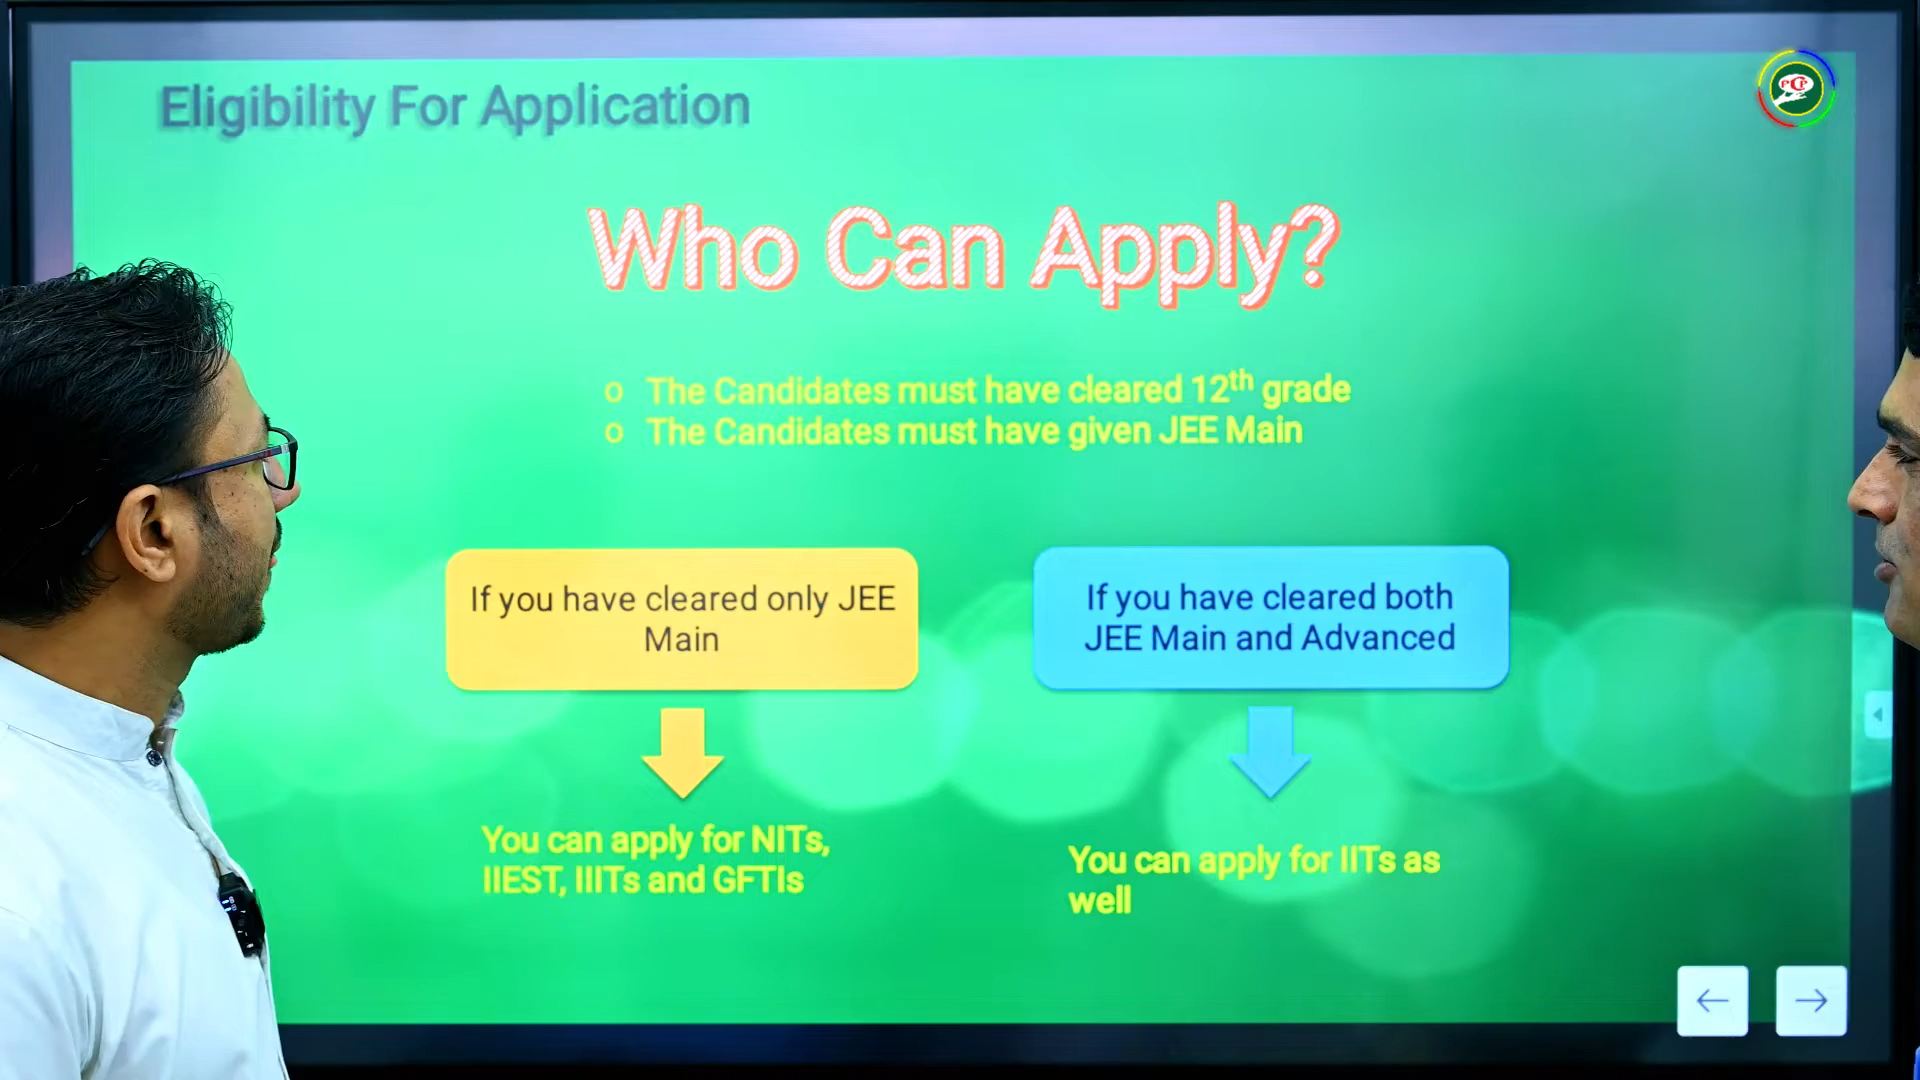 Eligibility For Application
PCP
Who Can Apply?
o The Candidates must have cleared 12th grade
o The Candidates must have given JEE Main
If you have cleared only JEE
Main
If you have cleared both
JEE Main and Advanced
You can apply for NITs,
IIEST, IIITs and GFTIs
You can apply for IITs as
well